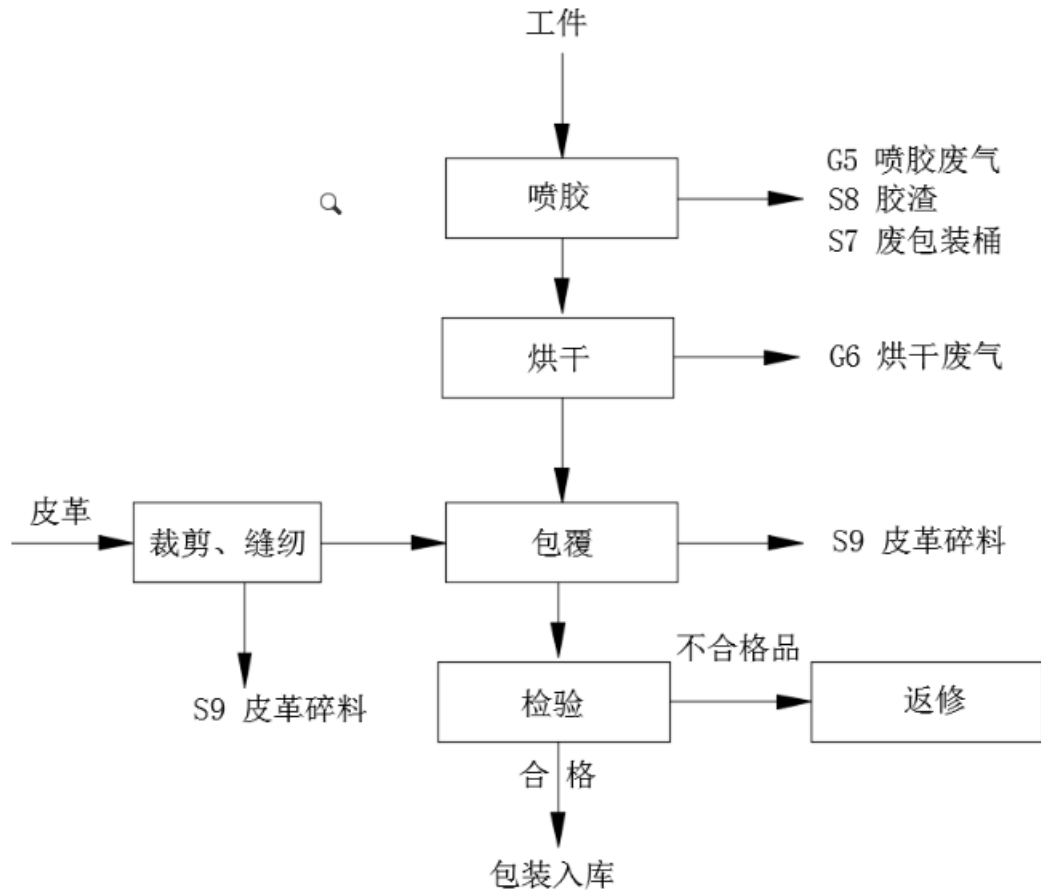 工件
喷胶
G5 喷胶废气
S8 胶渣
S7 废包装桶
烘干
G6 烘干废气
皮革
裁剪、缝纫
包覆
S9 皮革碎料
S9 皮革碎料
不合格品
检验
返修
合格
包装入库